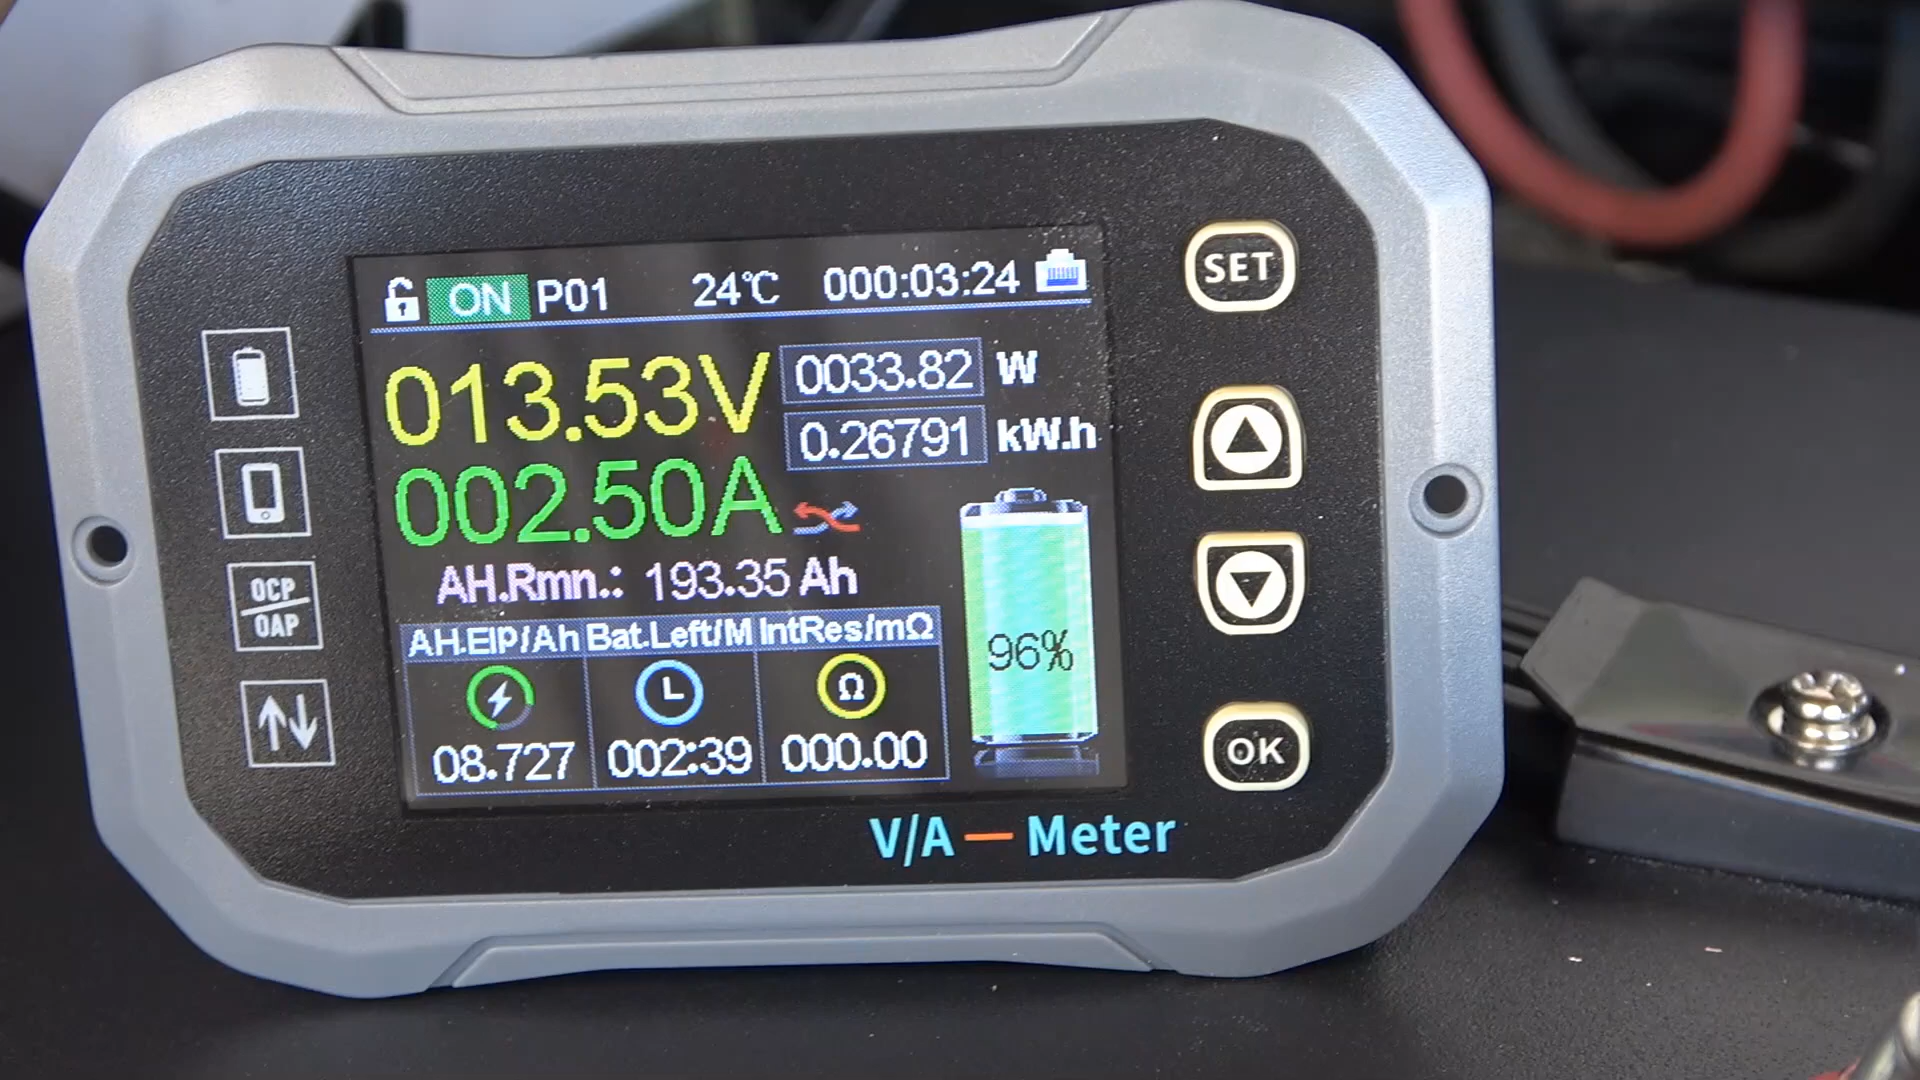 ON P01 24℃ 000:03:24
013.53V 0033.82 W
0.26791 kW.h
002.50A
AH.Rmn.: 193.35 Ah
AH.ElP/Ah Bat.Left/M IntRes/mΩ
Ω
08.727 002:39 000.00
96%
OCP
OAP
SET
OK
V/A — Meter